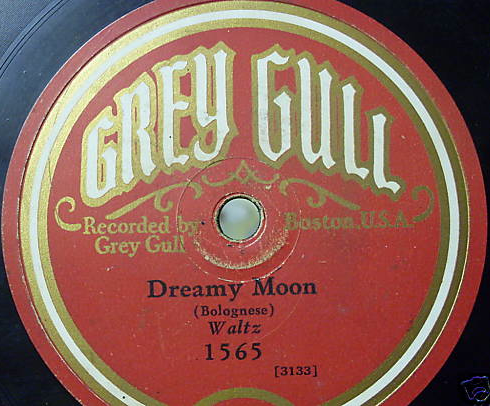 GREY GULL
Recorded by Boston, U.S.A.
Grey Gull
Dreamy Moon
(Bolognese)
Waltz
1565
[3133]